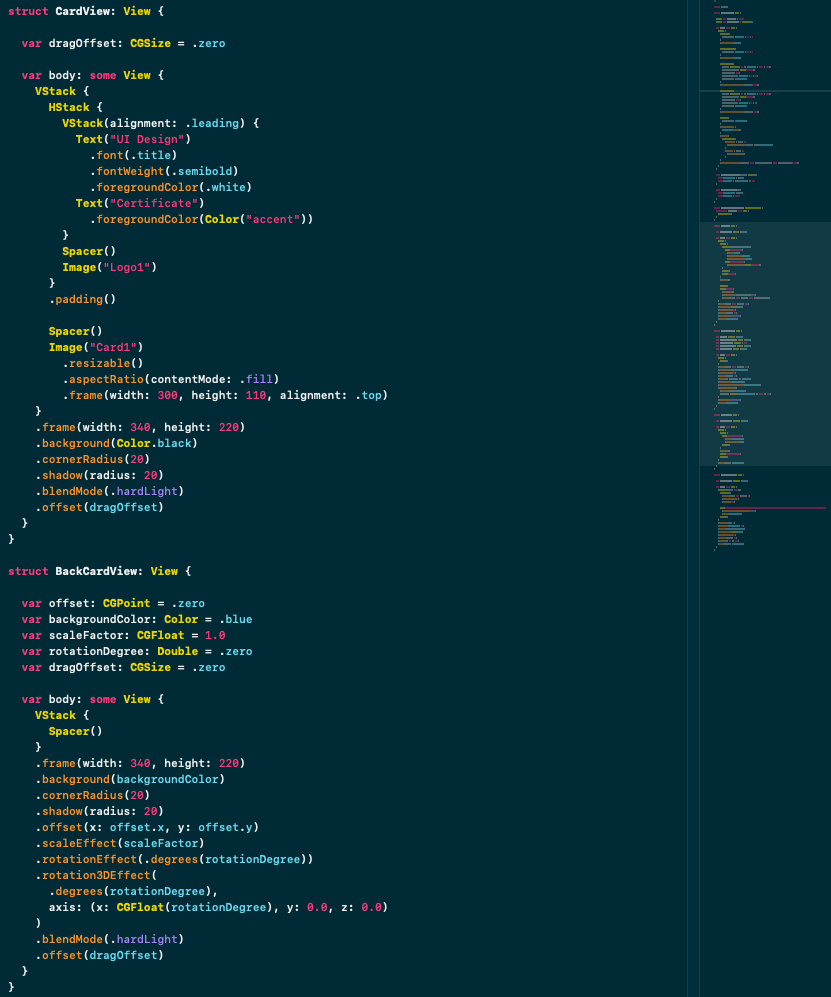 struct CardView: View {

  var dragOffset: CGSize = .zero

  var body: some View {
    VStack {
      HStack {
        VStack(alignment: .leading) {
          Text("UI Design")
            .font(.title)
            .fontWeight(.semibold)
            .foregroundColor(.white)
          Text("Certificate")
            .foregroundColor(Color("accent"))
        }
        Spacer()
        Image("Logo1")
      }
      .padding()

      Spacer()
      Image("Card1")
        .resizable()
        .aspectRatio(contentMode: .fill)
        .frame(width: 300, height: 110, alignment: .top)
    }
    .frame(width: 340, height: 220)
    .background(Color.black)
    .cornerRadius(20)
    .shadow(radius: 20)
    .blendMode(.hardLight)
    .offset(dragOffset)
  }
}

struct BackCardView: View {

  var offset: CGPoint = .zero
  var backgroundColor: Color = .blue
  var scaleFactor: CGFloat = 1.0
  var rotationDegree: Double = .zero
  var dragOffset: CGSize = .zero

  var body: some View {
    VStack {
      Spacer()
    }
    .frame(width: 340, height: 220)
    .background(backgroundColor)
    .cornerRadius(20)
    .shadow(radius: 20)
    .offset(x: offset.x, y: offset.y)
    .scaleEffect(scaleFactor)
    .rotationEffect(.degrees(rotationDegree))
    .rotation3DEffect(
      .degrees(rotationDegree),
      axis: (x: CGFloat(rotationDegree), y: 0.0, z: 0.0)
    )
    .blendMode(.hardLight)
    .offset(dragOffset)
  }
}